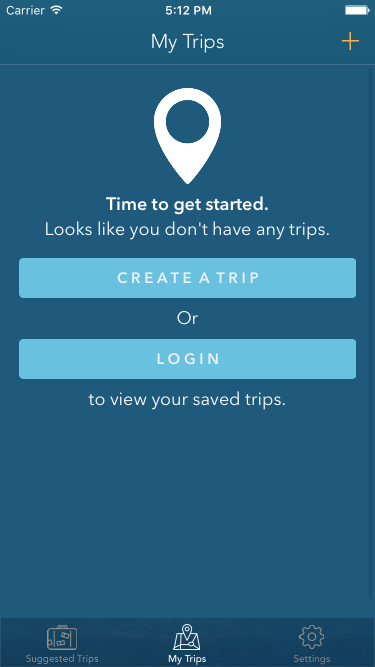 Carrier 5:12 PM
My Trips
Time to get started.
Looks like you don't have any trips.
CREATE A TRIP
Or
LOGIN
to view your saved trips.
Suggested Trips My Trips Settings